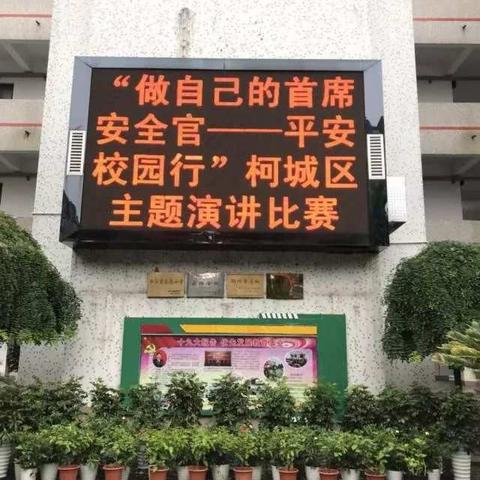 “做自己的首席
安全官——平安
校园行”柯城区
主题演讲比赛